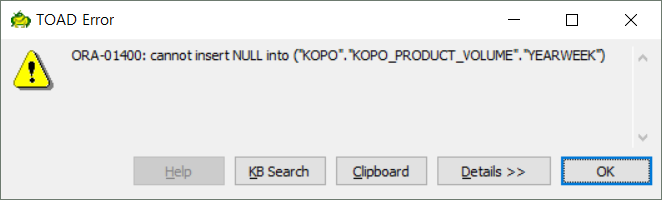 TOAD Error
ORA-01400: cannot insert NULL into ("KOPO"."KOPO_PRODUCT_VOLUME"."YEARWEEK")
Help
KB Search
Clipboard
Details >>
OK